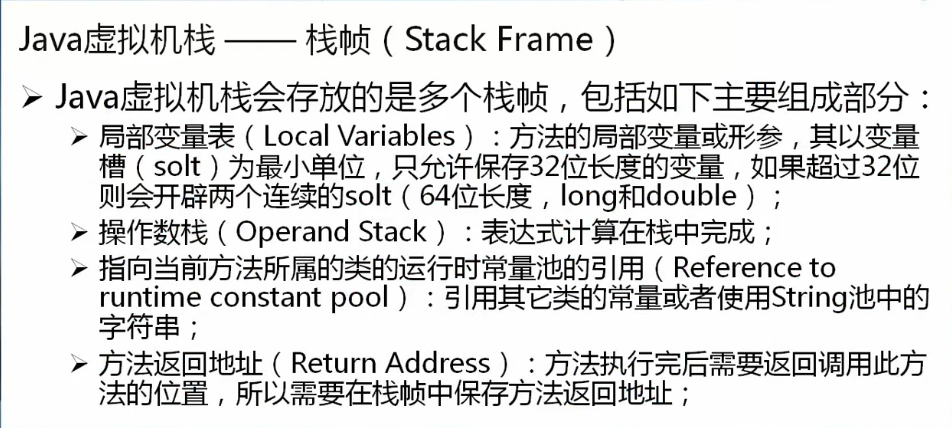 Java虚拟机栈 —— 栈帧（Stack Frame）
➢ Java虚拟机栈会存放的是多个栈帧，包括如下主要组成部分：
➢ 局部变量表（Local Variables）：方法的局部变量或形参，其以变量
槽（solt）为最小单位，只允许保存32位长度的变量，如果超过32位
则会开辟两个连续的solt（64位长度，long和double）；
➢ 操作数栈（Operand Stack）：表达式计算在栈中完成；
➢ 指向当前方法所属的类的运行时常量池的引用（Reference to
runtime constant pool）：引用其它类的常量或者使用String池中的
字符串；
➢ 方法返回地址（Return Address）：方法执行完后需要返回调用此方
法的位置，所以需要在栈帧中保存方法返回地址；